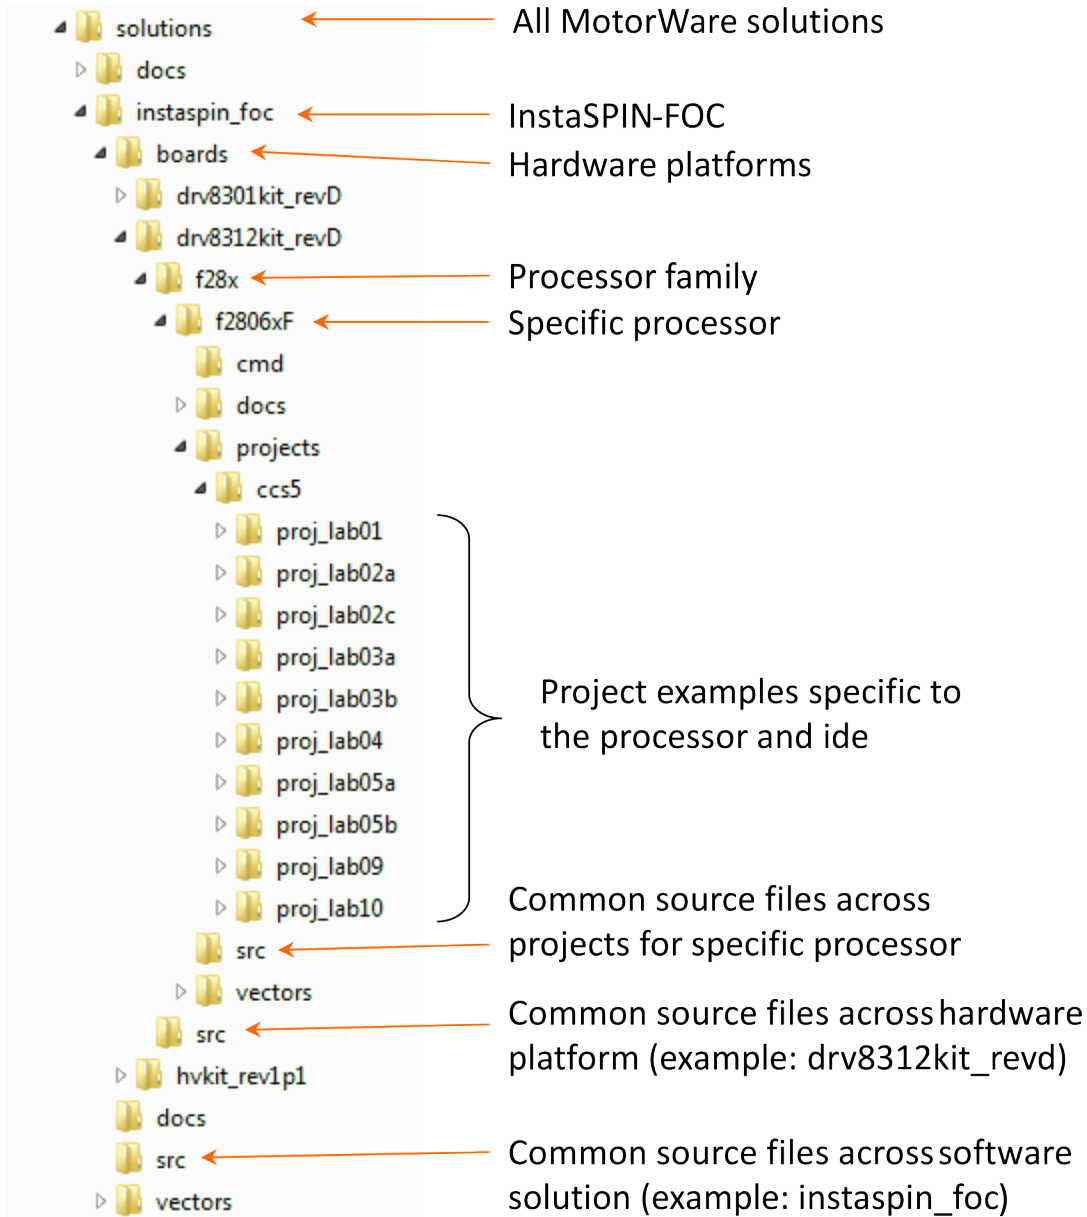 solutions
All MotorWare solutions
docs
instaspin_foc
InstaSPIN-FOC
boards
Hardware platforms
drv8301kit_revD
drv8312kit_revD
f28x
Processor family
f2806xF
Specific processor
cmd
docs
projects
ccs5
proj_lab01
proj_lab02a
proj_lab02c
proj_lab03a
proj_lab03b
Project examples specific to
the processor and ide
proj_lab04
proj_lab05a
proj_lab05b
proj_lab09
proj_lab10
Common source files across
projects for specific processor
src
vectors
Common source files across hardware
platform (example: drv8312kit_revd)
src
hvkit_rev1p1
docs
src
Common source files across software
solution (example: instaspin_foc)
vectors